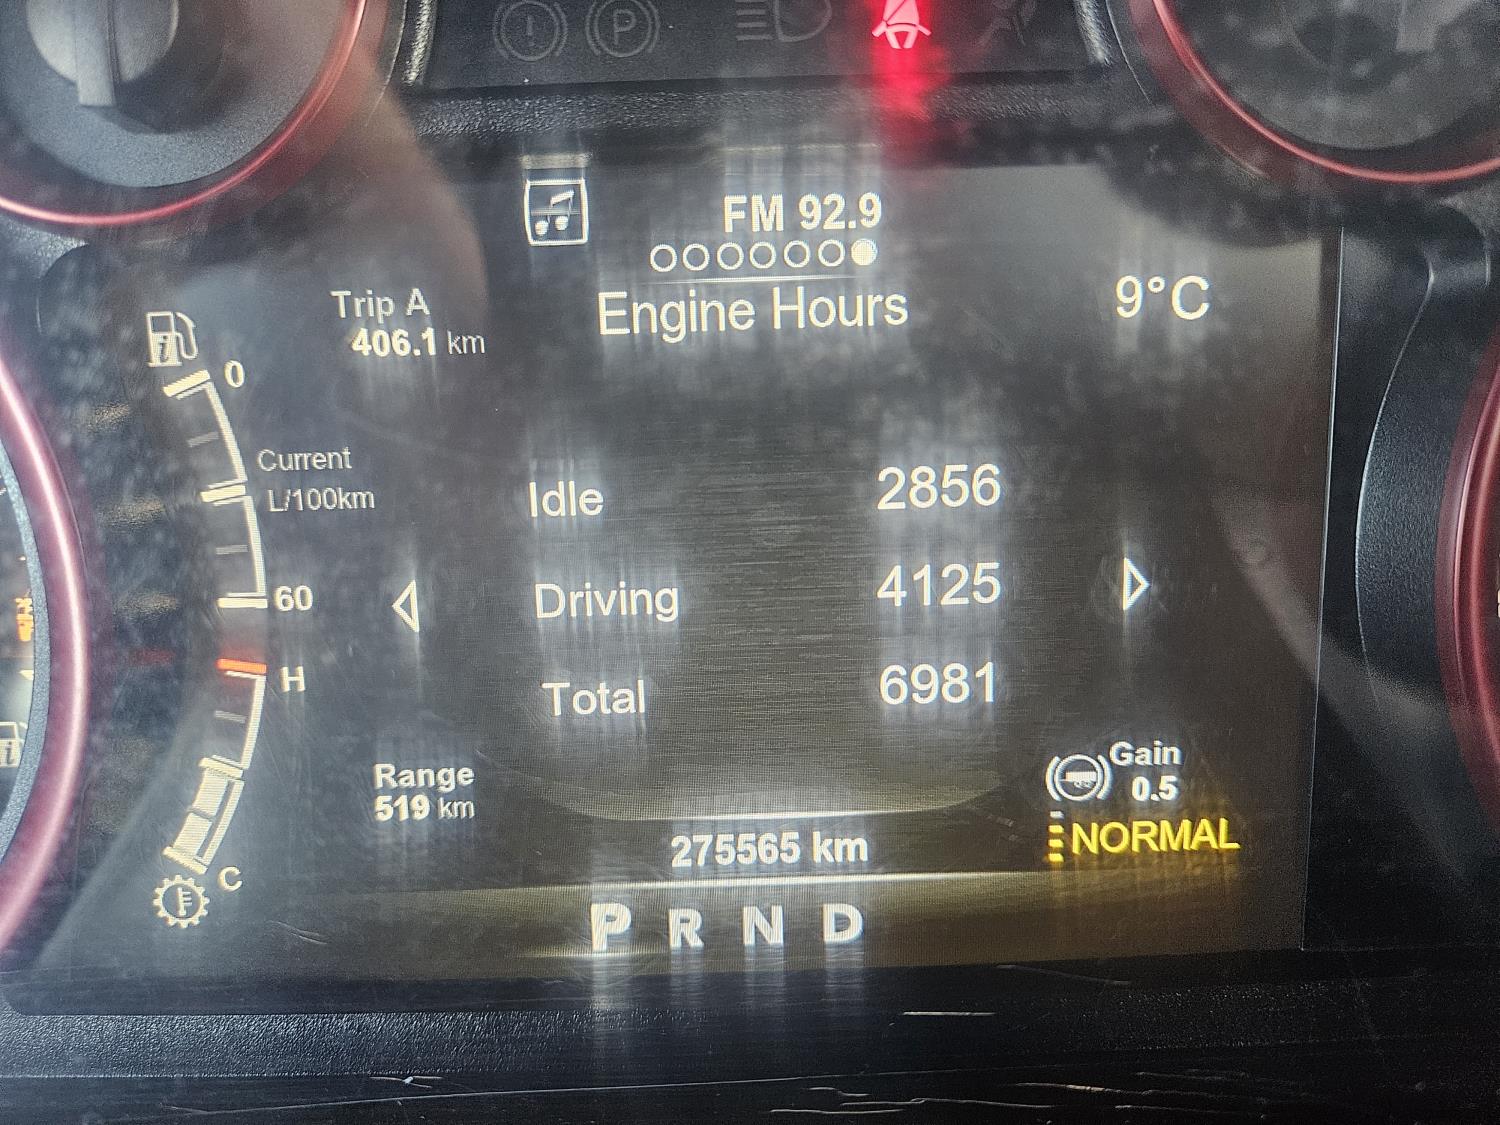 P
FM 92.9
Engine Hours
Trip A
406.1 km
9°C
0
Current
L/100km
60
Idle 2856
Driving 4125
Total 6981
H
Range
519 km
Gain
0.5
NORMAL
275565 km
C
P R N D